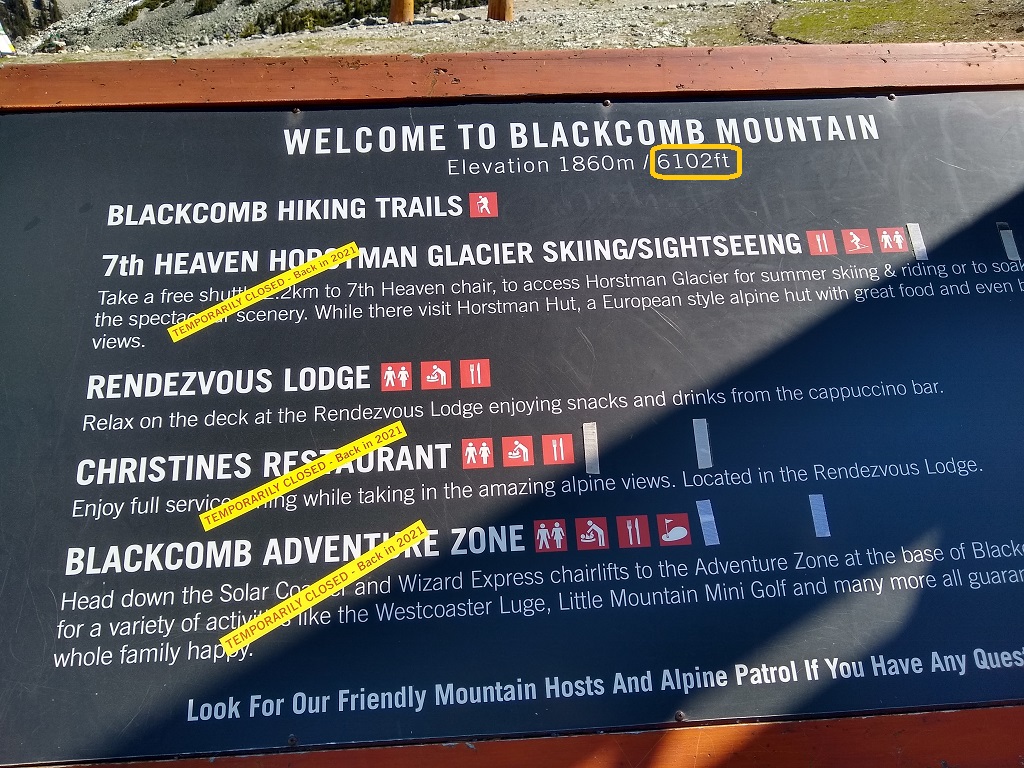 WELCOME TO BLACKCOMB MOUNTAIN
Elevation 1860m / 6102ft
BLACKCOMB HIKING TRAILS
7th HEAVEN HORSTMAN GLACIER SKIING/SIGHTSEEING
TEMPORARILY CLOSED - Back in 2021
Take a free shuttle 2.2km to 7th Heaven chair, to access Horstman Glacier for summer skiing & riding or to soak
the spectacular scenery. While there visit Horstman Hut, a European style alpine hut with great food and even
views.
RENDEZVOUS LODGE
Relax on the deck at the Rendezvous Lodge enjoying snacks and drinks from the cappuccino bar.
CHRISTINES RESTAURANT
TEMPORARILY CLOSED - Back in 2021
Enjoy full service dining while taking in the amazing alpine views. Located in the Rendezvous Lodge.
BLACKCOMB ADVENTURE ZONE
TEMPORARILY CLOSED - Back in 2021
Head down the Solar Coaster and Wizard Express chairlifts to the Adventure Zone at the base of
for a variety of activities like the Westcoaster Luge, Little Mountain Mini Golf and many more all
whole family happy.
Look For Our Friendly Mountain Hosts And Alpine Patrol If You Have Any